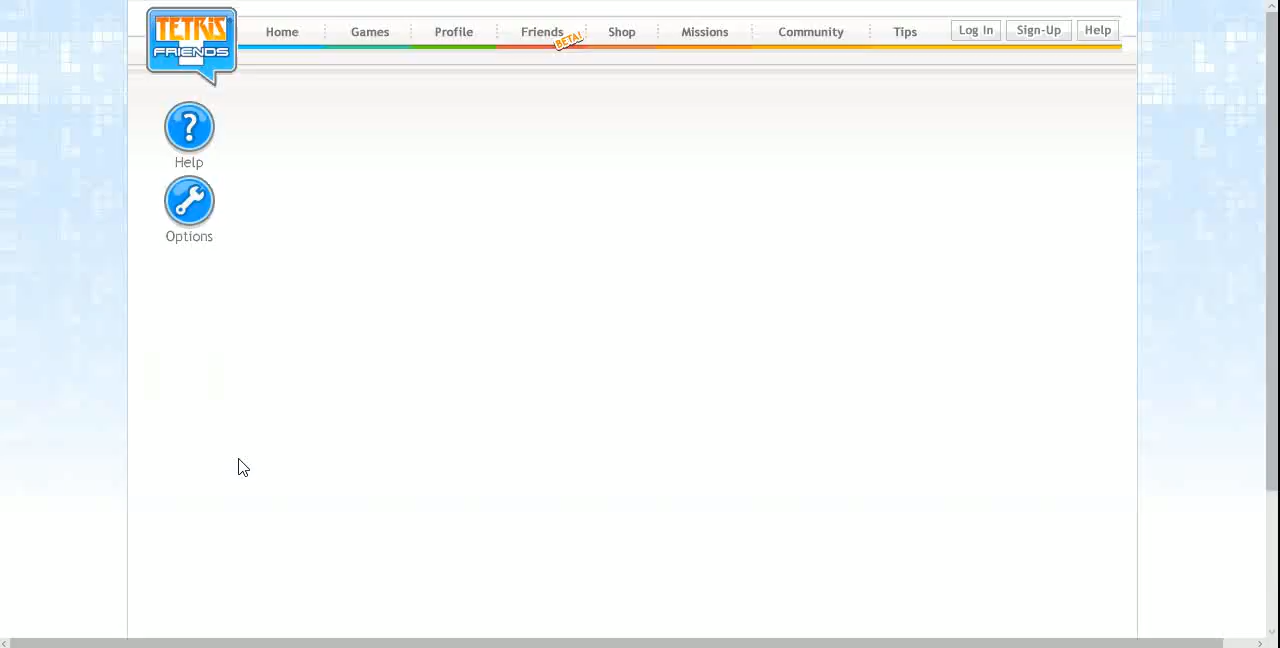 TETRIS
FRIENDS
Home Games Profile Friends BETA! Shop Missions Community Tips Log In Sign-Up Help
Help
Options